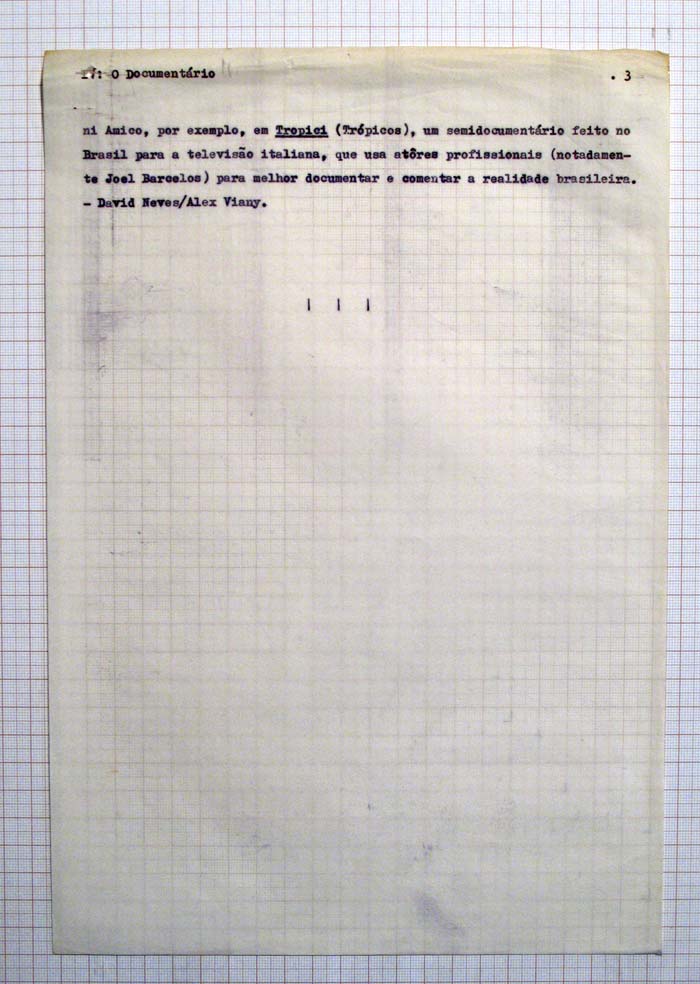 : O Documentário
. 3
ni Amico, por exemplo, em Tropici (Trópicos), um semidocumentário feito no
Brasil para a televisão italiana, que usa atôres profissionais (notadamen-
te Joel Barcelos) para melhor documentar e comentar a realidade brasileira.
- David Neves/Alex Viany.